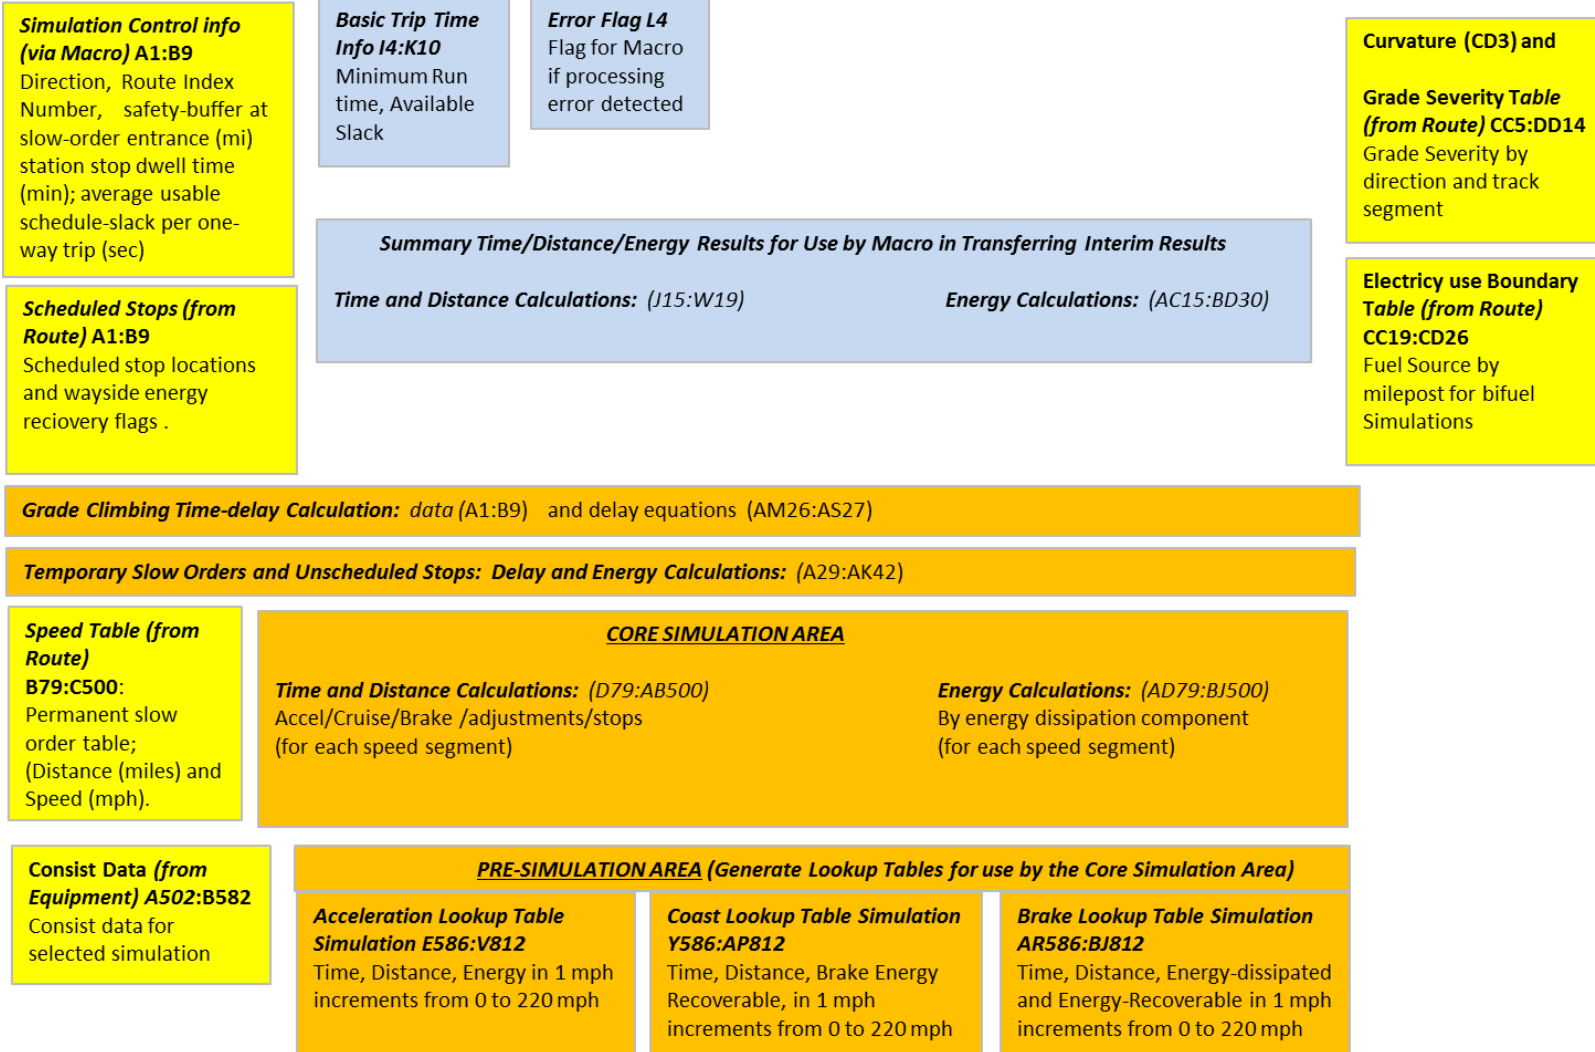 Simulation Control info
(via Macro) A1:B9
Direction, Route Index
Number, safety-buffer at
slow-order entrance (mi)
station stop dwell time
(min); average usable
schedule-slack per one-
way trip (sec)
Basic Trip Time
Info I4:K10
Minimum Run
time, Available
Slack
Error Flag L4
Flag for Macro
if processing
error detected
Curvature (CD3) and
Grade Severity Table
(from Route) CC5:DD14
Grade Severity by
direction and track
segment
Summary Time/Distance/Energy Results for Use by Macro in Transferring Interim Results
Time and Distance Calculations: (J15:W19)
Energy Calculations: (AC15:BD30)
Scheduled Stops (from
Route) A1:B9
Scheduled stop locations
and wayside energy
reciovery flags .
Electricy use Boundary
Table (from Route)
CC19:CD26
Fuel Source by
milepost for bifuel
Simulations
Grade Climbing Time-delay Calculation: data (A1:B9) and delay equations (AM26:AS27)
Temporary Slow Orders and Unscheduled Stops: Delay and Energy Calculations: (A29:AK42)
Speed Table (from
Route)
B79:C500:
Permanent slow
order table;
(Distance (miles) and
Speed (mph).
CORE SIMULATION AREA
Time and Distance Calculations: (D79:AB500)
Accel/Cruise/Brake /adjustments/stops
(for each speed segment)
Energy Calculations: (AD79:BJ500)
By energy dissipation component
(for each speed segment)
Consist Data (from
Equipment) A502:B582
Consist data for
selected simulation
PRE-SIMULATION AREA (Generate Lookup Tables for use by the Core Simulation Area)
Acceleration Lookup Table
Simulation E586:V812
Time, Distance, Energy in 1 mph
increments from 0 to 220 mph
Coast Lookup Table Simulation
Y586:AP812
Time, Distance, Brake Energy
Recoverable, in 1 mph
increments from 0 to 220 mph
Brake Lookup Table Simulation
AR586:BJ812
Time, Distance, Energy-dissipated
and Energy-Recoverable in 1 mph
increments from 0 to 220 mph